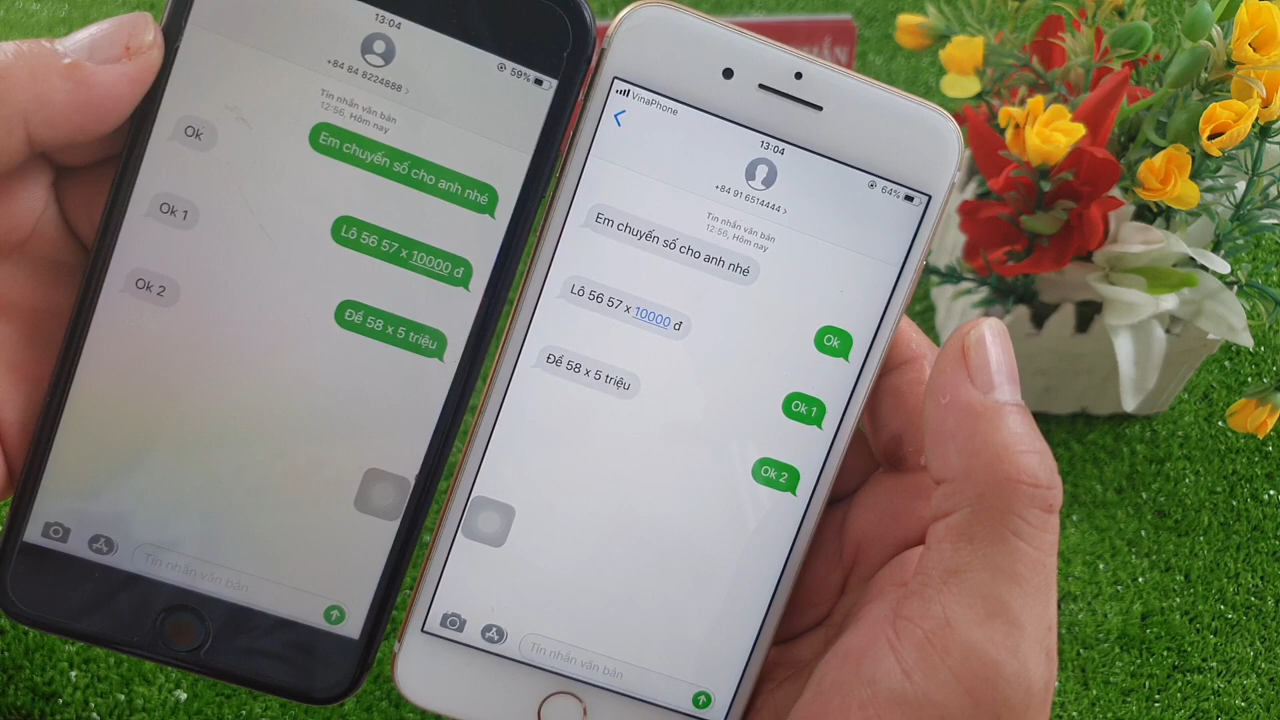 13:04
59%
+84 84 8224888 >
Tin nhắn văn bản
12:56, Hôm nay
Em chuyển số cho anh nhé
Ok
Lô 56 57 x 10000 đ
Ok 1
Đề 58 x 5 triệu
Ok 2
Tin nhắn văn bản
VinaPhone
13:04
64%
+84 91 6514444 >
Tin nhắn văn bản
12:56, Hôm nay
Em chuyển số cho anh nhé
Lô 56 57 x 10000 đ
Ok
Đề 58 x 5 triệu
Ok 1
Ok 2
Tin nhắn văn bản